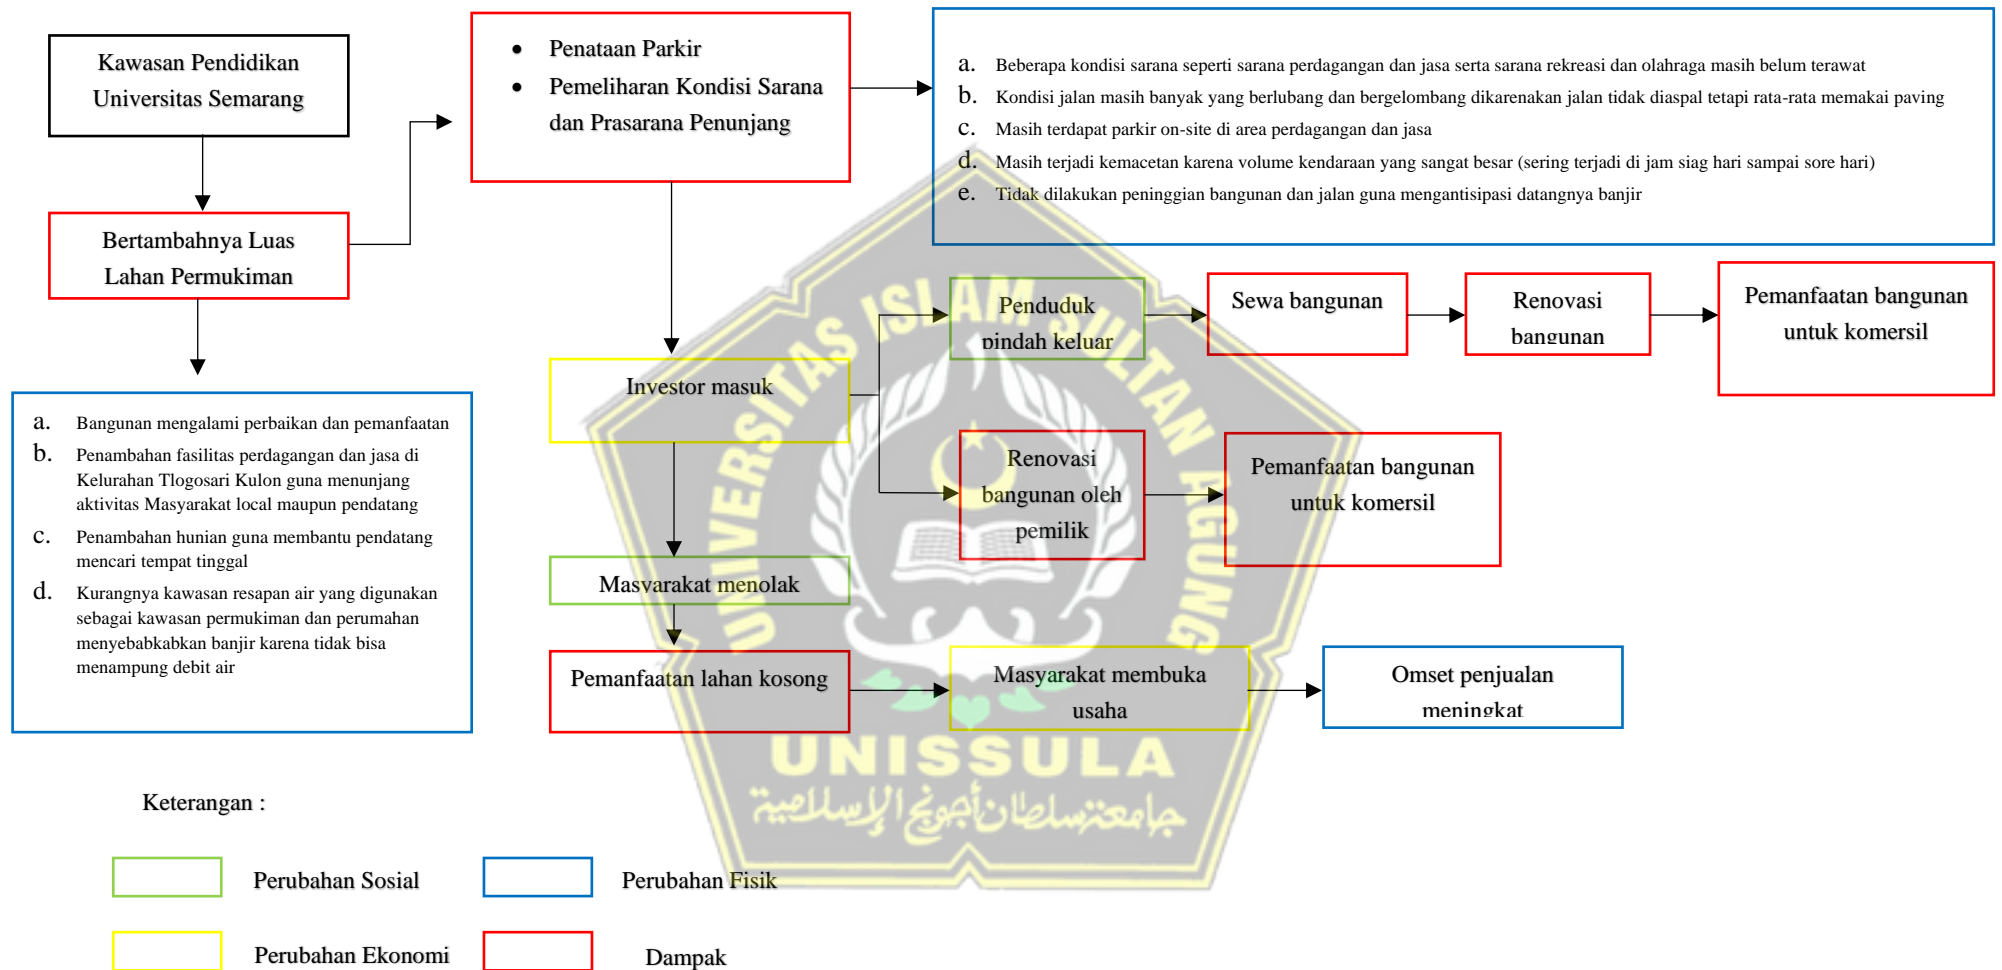 Kawasan Pendidikan
Universitas Semarang
Bertambahnya Luas
Lahan Permukiman
• Penataan Parkir
• Pemeliharan Kondisi Sarana
dan Prasarana Penunjang
a. Beberapa kondisi sarana seperti sarana perdagangan dan jasa serta sarana rekreasi dan olahraga masih belum terawat
b. Kondisi jalan masih banyak yang berlubang dan bergelombang dikarenakan jalan tidak diaspal tetapi rata-rata memakai paving
c. Masih terdapat parkir on-site di area perdagangan dan jasa
d. Masih terjadi kemacetan karena volume kendaraan yang sangat besar (sering terjadi di jam siag hari sampai sore hari)
e. Tidak dilakukan peninggian bangunan dan jalan guna mengantisipasi datangnya banjir
a. Bangunan mengalami perbaikan dan pemanfaatan
b. Penambahan fasilitas perdagangan dan jasa di
Kelurahan Tlogosari Kulon guna menunjang
aktivitas Masyarakat local maupun pendatang
c. Penambahan hunian guna membantu pendatang
mencari tempat tinggal
d. Kurangnya kawasan resapan air yang digunakan
sebagai kawasan permukiman dan perumahan
menyebabkabkan banjir karena tidak bisa
menampung debit air
Investor masuk
Penduduk
pindah keluar
Sewa bangunan
Renovasi
bangunan
Pemanfaatan bangunan
untuk komersil
Renovasi
bangunan oleh
pemilik
Pemanfaatan bangunan
untuk komersil
Masyarakat menolak
Pemanfaatan lahan kosong
Masyarakat membuka
usaha
Omset penjualan
meningkat
UNIVERSITAS ISLAM SULTAN AGUNG
UNISSULA
جامعة سلطان أجونج الإسلامية
Keterangan :
Perubahan Sosial
Perubahan Fisik
Perubahan Ekonomi
Dampak